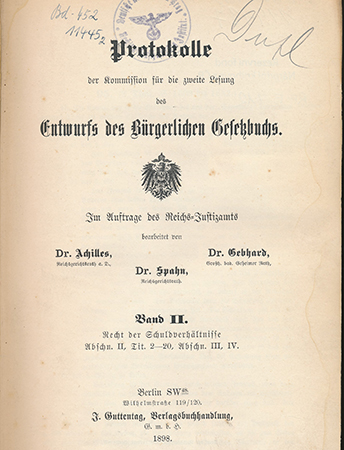 Bd-452
11445₂
Dupl
Protokolle
der Kommission für die zweite Lesung
des
Entwurfs des Bürgerlichen Gesetzbuchs.
Im Auftrage des Reichs-Justizamts
bearbeitet von
Dr. Achilles,
Reichsgerichtsrath a. D.,
Dr. Gebhard,
Großh. bad. Geheimer Rath,
Dr. Spahn,
Reichsgerichtsrath.
Band II.
Recht der Schuldverhältnisse
Abschn. II, Tit. 2—20, Abschn. III, IV.
Berlin SW
Wilhelmstraße 119/120.
J. Guttentag, Verlagsbuchhandlung,
G. m. b. H.
1898.